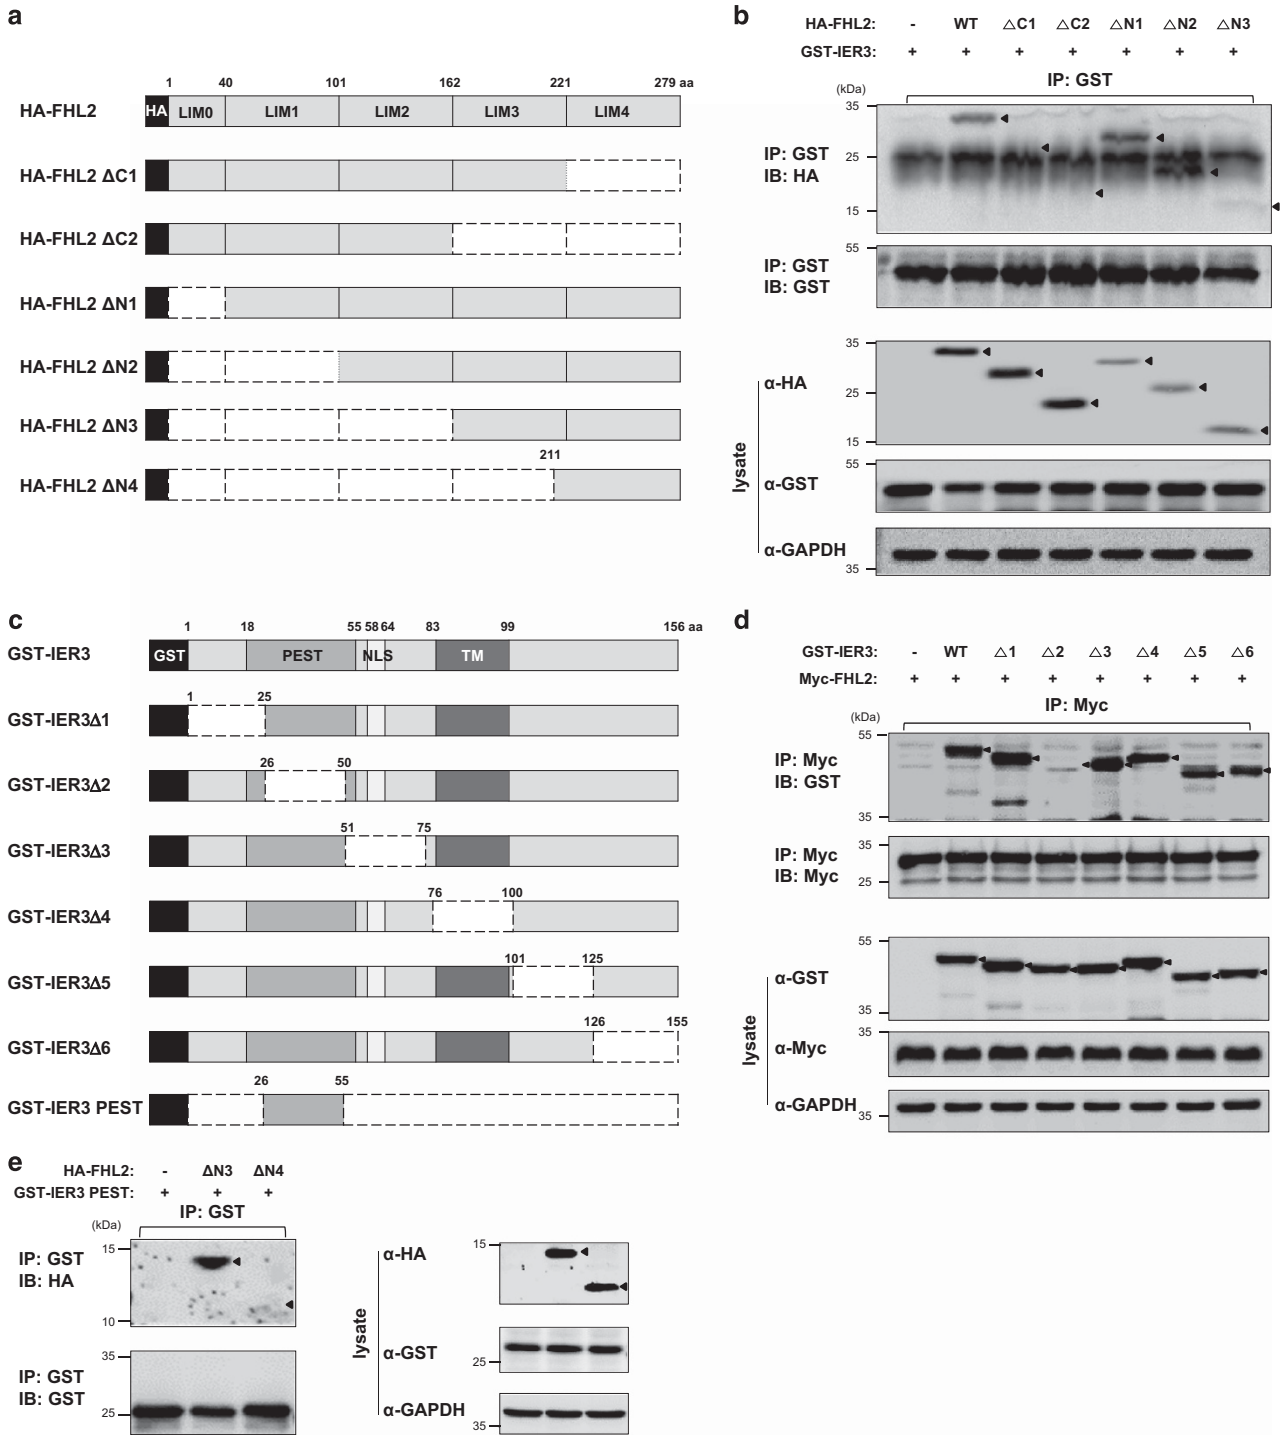 a
1 40 101 162 221 279 aa
HA-FHL2 HA LIM0 LIM1 LIM2 LIM3 LIM4
HA-FHL2 ΔC1
HA-FHL2 ΔC2
HA-FHL2 ΔN1
HA-FHL2 ΔN2
HA-FHL2 ΔN3
211
HA-FHL2 ΔN4
b
HA-FHL2: - WT △C1 △C2 △N1 △N2 △N3
GST-IER3: + + + + + + +
IP: GST
(kDa)
35
IP: GST
IB: HA
25
15
55
IP: GST
IB: GST
35
α-HA
25
15
55
α-GST
α-GAPDH
35
lysate
c
1 18 55 58 64 83 99 156 aa
GST-IER3 GST PEST NLS TM
1 25
GST-IER3Δ1
26 50
GST-IER3Δ2
51 75
GST-IER3Δ3
76 100
GST-IER3Δ4
101 125
GST-IER3Δ5
126 155
GST-IER3Δ6
26 55
GST-IER3 PEST
d
GST-IER3: - WT △1 △2 △3 △4 △5 △6
Myc-FHL2: + + + + + + + +
IP: Myc
(kDa)
55
IP: Myc
IB: GST
35
35
IP: Myc
IB: Myc
25
55
α-GST
35
35
α-Myc
α-GAPDH
35
lysate
e
HA-FHL2: - ΔN3 ΔN4
GST-IER3 PEST: + + +
IP: GST
(kDa)
15
IP: GST
IB: HA
10
35
IP: GST
IB: GST
25
15
α-HA
α-GST
25
α-GAPDH
35
lysate